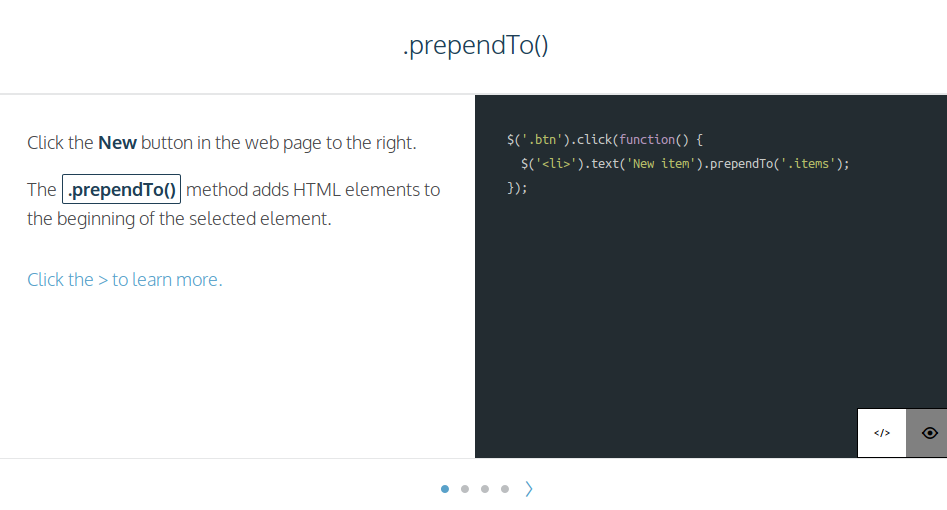 .prependTo()
Click the New button in the web page to the right.
The .prependTo() method adds HTML elements to
the beginning of the selected element.
Click the > to learn more.
$('.btn').click(function() {
  $('<li>').text('New item').prependTo('.items');
});
</>